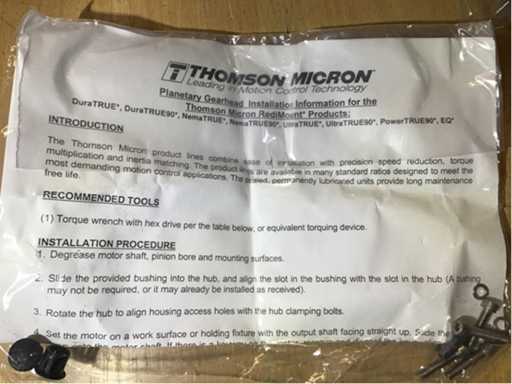 THOMSON MICRON
Leading in Motion Control Technology
Planetary Gearhead Installation Information for the
Thomson Micron RediMount* Products:
DuraTRUE*, DuraTRUE90*, NemaTRUE*, NemaTRUE90*, UltraTRUE*, UltraTRUE90*, PowerTRUE90*, EQ*
INTRODUCTION
The Thomson Micron product lines combine ease of installation with precision speed reduction, torque
multiplication and inertia matching. The product lines are available in many standard ratios designed to meet the
most demanding motion control applications. The sealed, permanently lubricated units provide long maintenance
free life.
RECOMMENDED TOOLS
(1) Torque wrench with hex drive per the table below, or equivalent torquing device.
INSTALLATION PROCEDURE
1. Degrease motor shaft, pinion bore and mounting surfaces.
2. Slide the provided bushing into the hub, and align the slot in the bushing with the slot in the hub (A bushing
may not be required, or it may already be installed as received).
3. Rotate the hub to align housing access holes with the hub clamping bolts.
4. Set the motor on a work surface or holding fixture with the output shaft facing straight up. Slide the
the motor shaft. If there is a